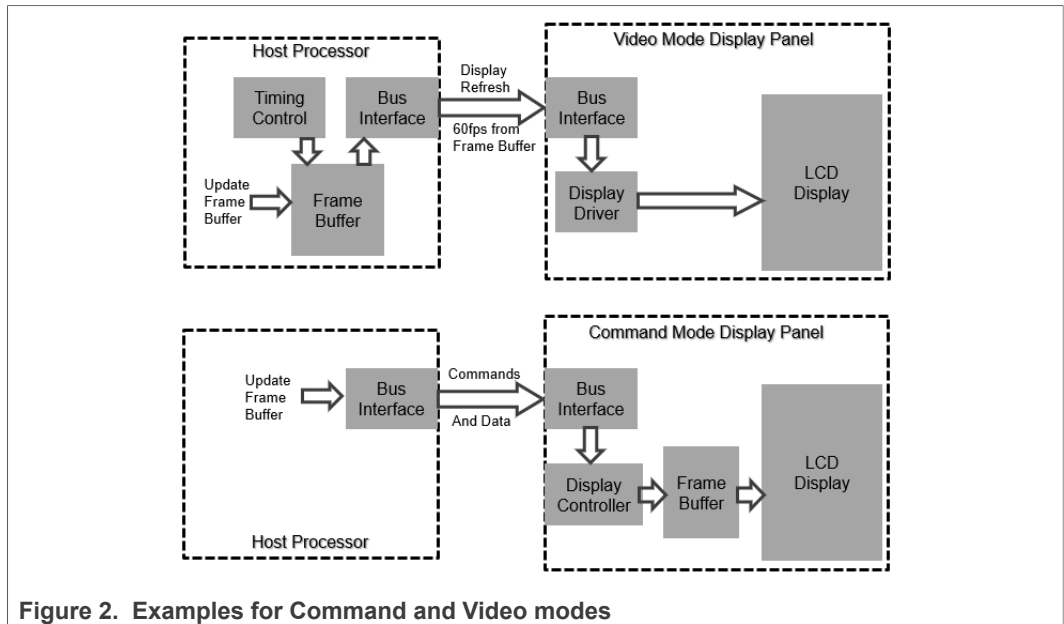 Host Processor
Timing
Control
Bus
Interface
Update
Frame
Buffer
Frame
Buffer
Display
Refresh
60fps from
Frame Buffer
Video Mode Display Panel
Bus
Interface
Display
Driver
LCD
Display
Update
Frame
Buffer
Bus
Interface
Host Processor
Commands
And Data
Command Mode Display Panel
Bus
Interface
Display
Controller
Frame
Buffer
LCD
Display
Figure 2. Examples for Command and Video modes